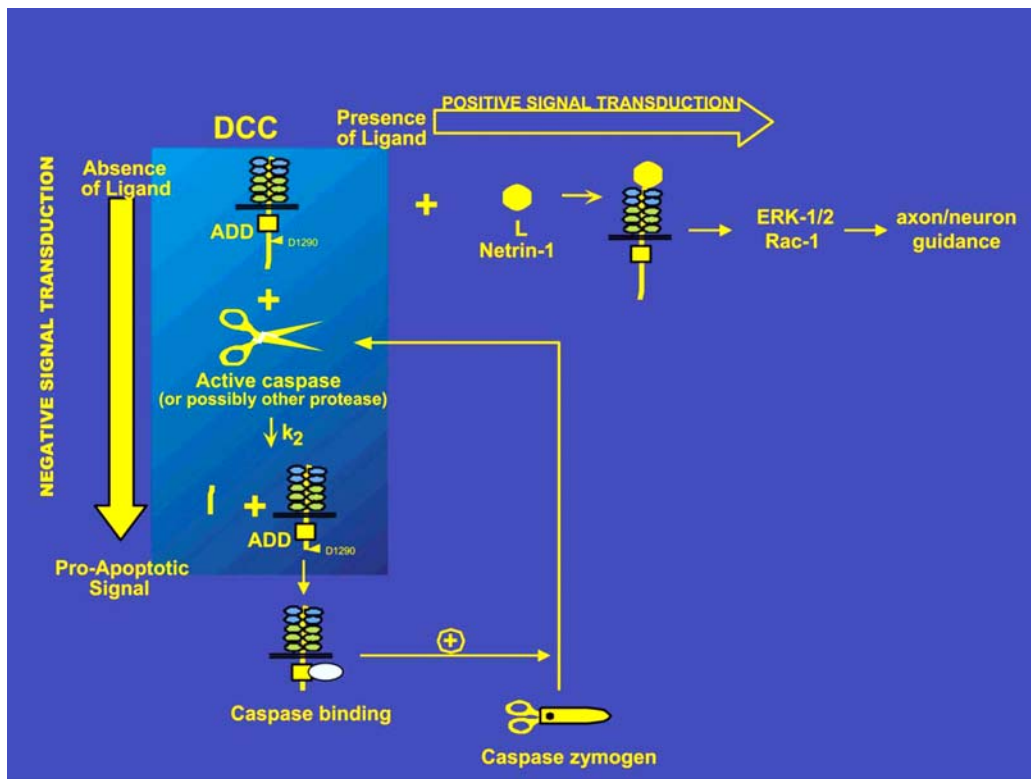 POSITIVE SIGNAL TRANSDUCTION
Presence
of Ligand
DCC
Absence
of Ligand
NEGATIVE SIGNAL TRANSDUCTION
ADD
D1290
+
L
Netrin-1
ERK-1/2
Rac-1
axon/neuron
guidance
+
Active caspase
(or possibly other protease)
k2
+
ADD
D1290
Pro-Apoptotic
Signal
+
Caspase binding
Caspase zymogen